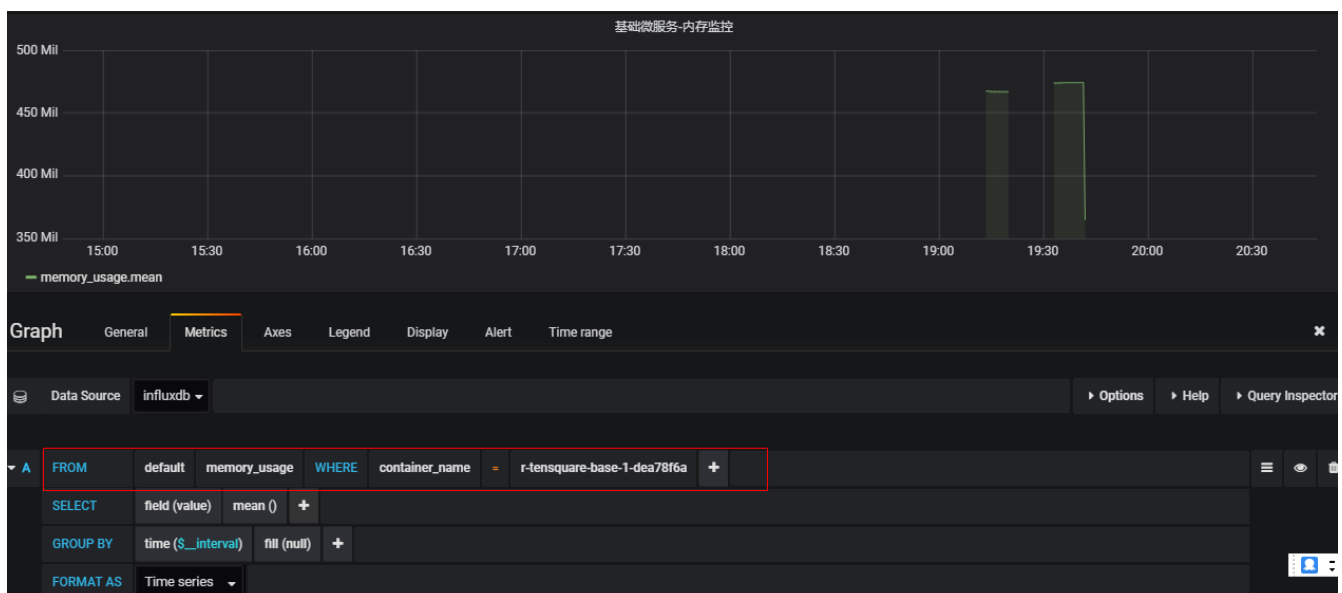 基础微服务-内存监控
500 Mil
450 Mil
400 Mil
350 Mil
15:00 15:30 16:00 16:30 17:00 17:30 18:00 18:30 19:00 19:30 20:00 20:30
memory_usage.mean
Graph General Metrics Axes Legend Display Alert Time range
Data Source influxdb Options Help Query Inspector
A FROM default memory_usage WHERE container_name = r-tensquare-base-1-dea78f6a +
SELECT field (value) mean () +
GROUP BY time ($__interval) fill (null) +
FORMAT AS Time series